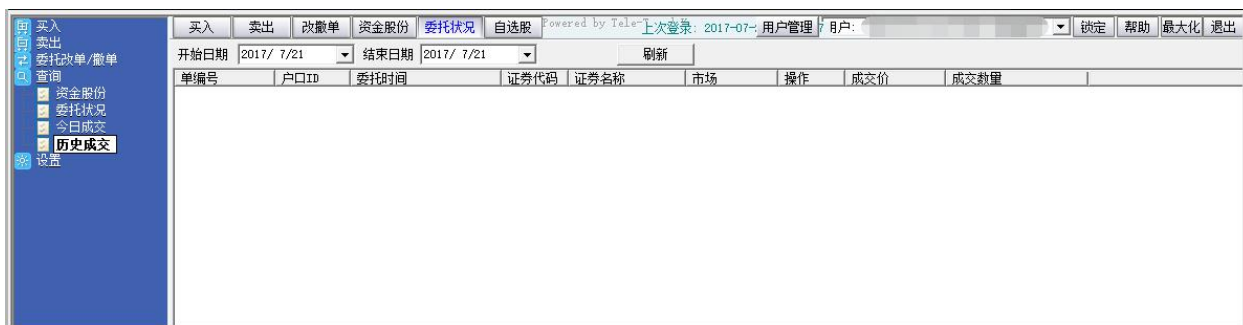 买入 卖出 改撤单 资金股份 委托状况 自选股 Powered by Tele 上次登录: 2017-07- 用户管理 用户: 锁定 帮助 最大化 退出
开始日期 2017/ 7/21 结束日期 2017/ 7/21 刷新
单编号 户口ID 委托时间 证券代码 证券名称 市场 操作 成交价 成交数量
买入
卖出
委托改单/撤单
查询
资金股份
委托状况
今日成交
历史成交
设置